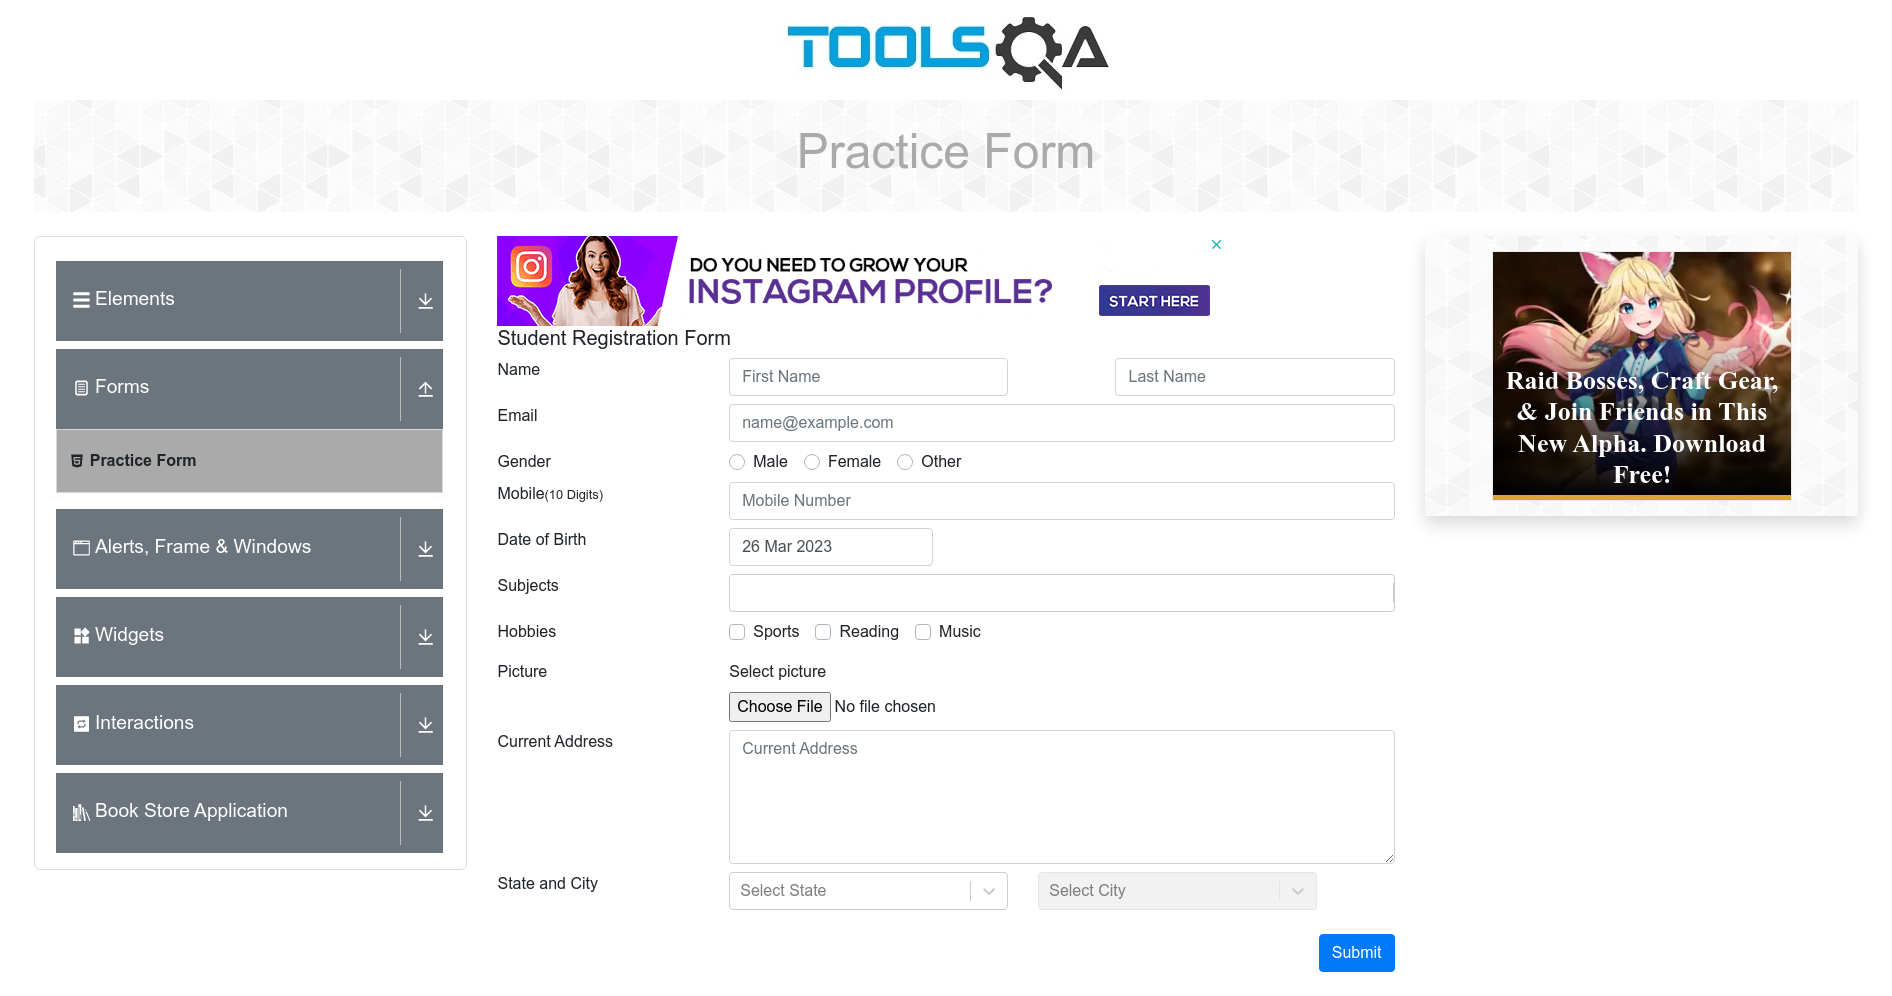 TOOLSQA
Practice Form
Elements
Forms
Practice Form
Alerts, Frame & Windows
Widgets
Interactions
Book Store Application
DO YOU NEED TO GROW YOUR
INSTAGRAM PROFILE?
START HERE
Student Registration Form
Name
First Name
Last Name
Email
name@example.com
Gender
Male
Female
Other
Mobile(10 Digits)
Mobile Number
Date of Birth
26 Mar 2023
Subjects
Hobbies
Sports
Reading
Music
Picture
Select picture
Choose File No file chosen
Current Address
Current Address
State and City
Select State
Select City
Submit
Raid Bosses, Craft Gear,
& Join Friends in This
New Alpha. Download
Free!